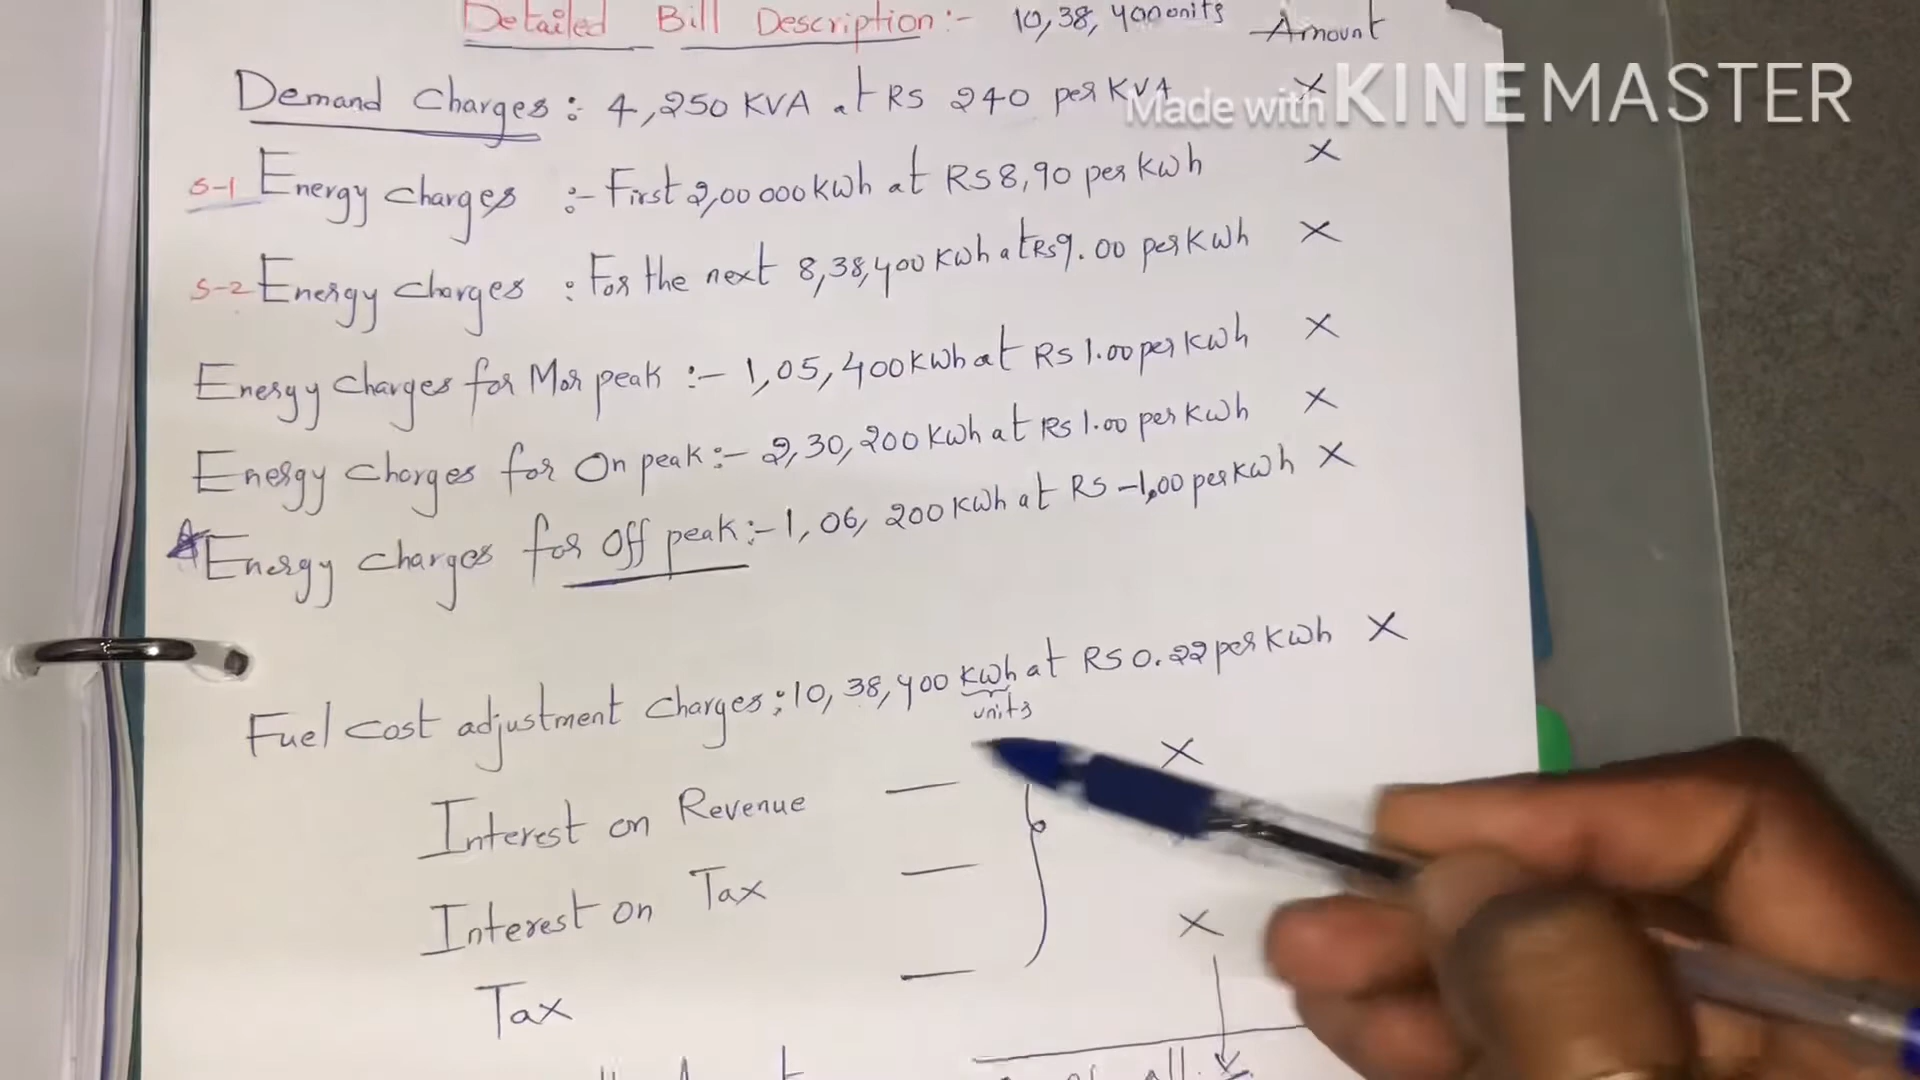 Detailed Bill Description:- 10,38,400 units Amount
Demand Charges: 4,250 KVA at RS 240 per KVA X
Made with KINEMASTER
S-1 Energy charges :- First 2,00 000 kWh at RS 8,90 per kWh X
S-2 Energy charges : For the next 8,38,400 KWh at Rs 9.00 per KWh X
Energy Charges for Mor peak :- 1,05,400 KWh at RS 1.00 per KWh X
Energy Charges for On peak:- 2,30,200 KWh at RS 1.00 per KWh X
Energy charges for Off peak:- 1,06,200 KWh at RS -1,00 per KWh X
Fuel Cost adjustment charges: 10,38,400 KWh at RS 0.22 per KWh X
units
Interest on Revenue — X
Interest on Tax — X
Tax —